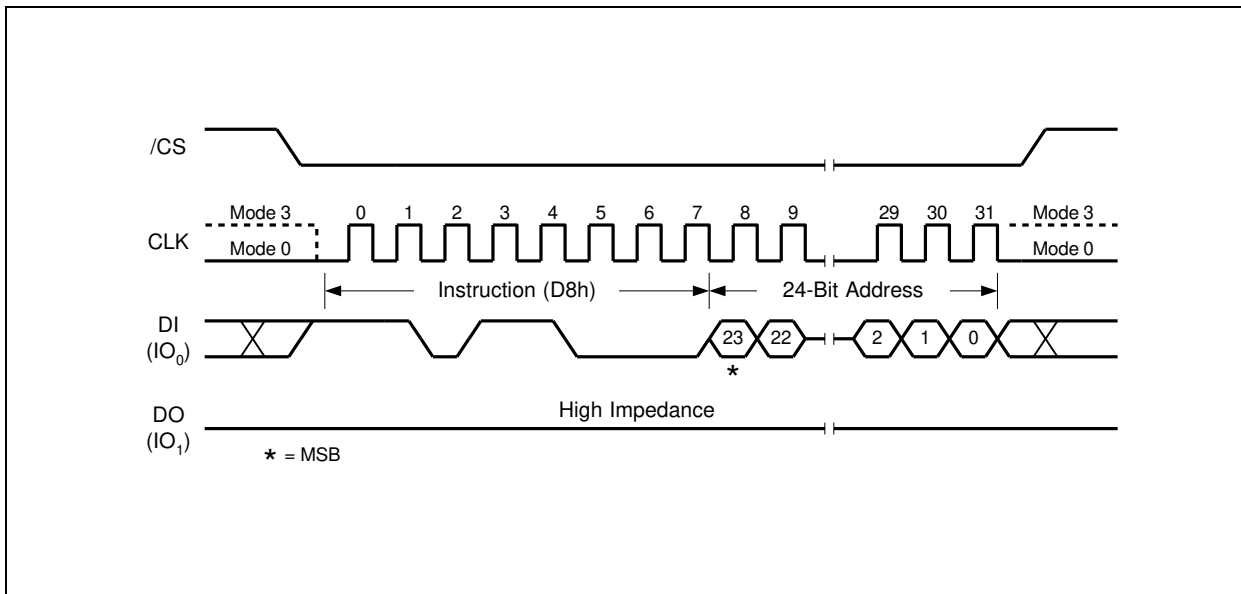 /CS
Mode 3 0 1 2 3 4 5 6 7 8 9 29 30 31 Mode 3
CLK
Mode 0 Mode 0
Instruction (D8h) 24-Bit Address
DI
(IO0)
23 22 2 1 0
*
High Impedance
DO
(IO1)
* = MSB